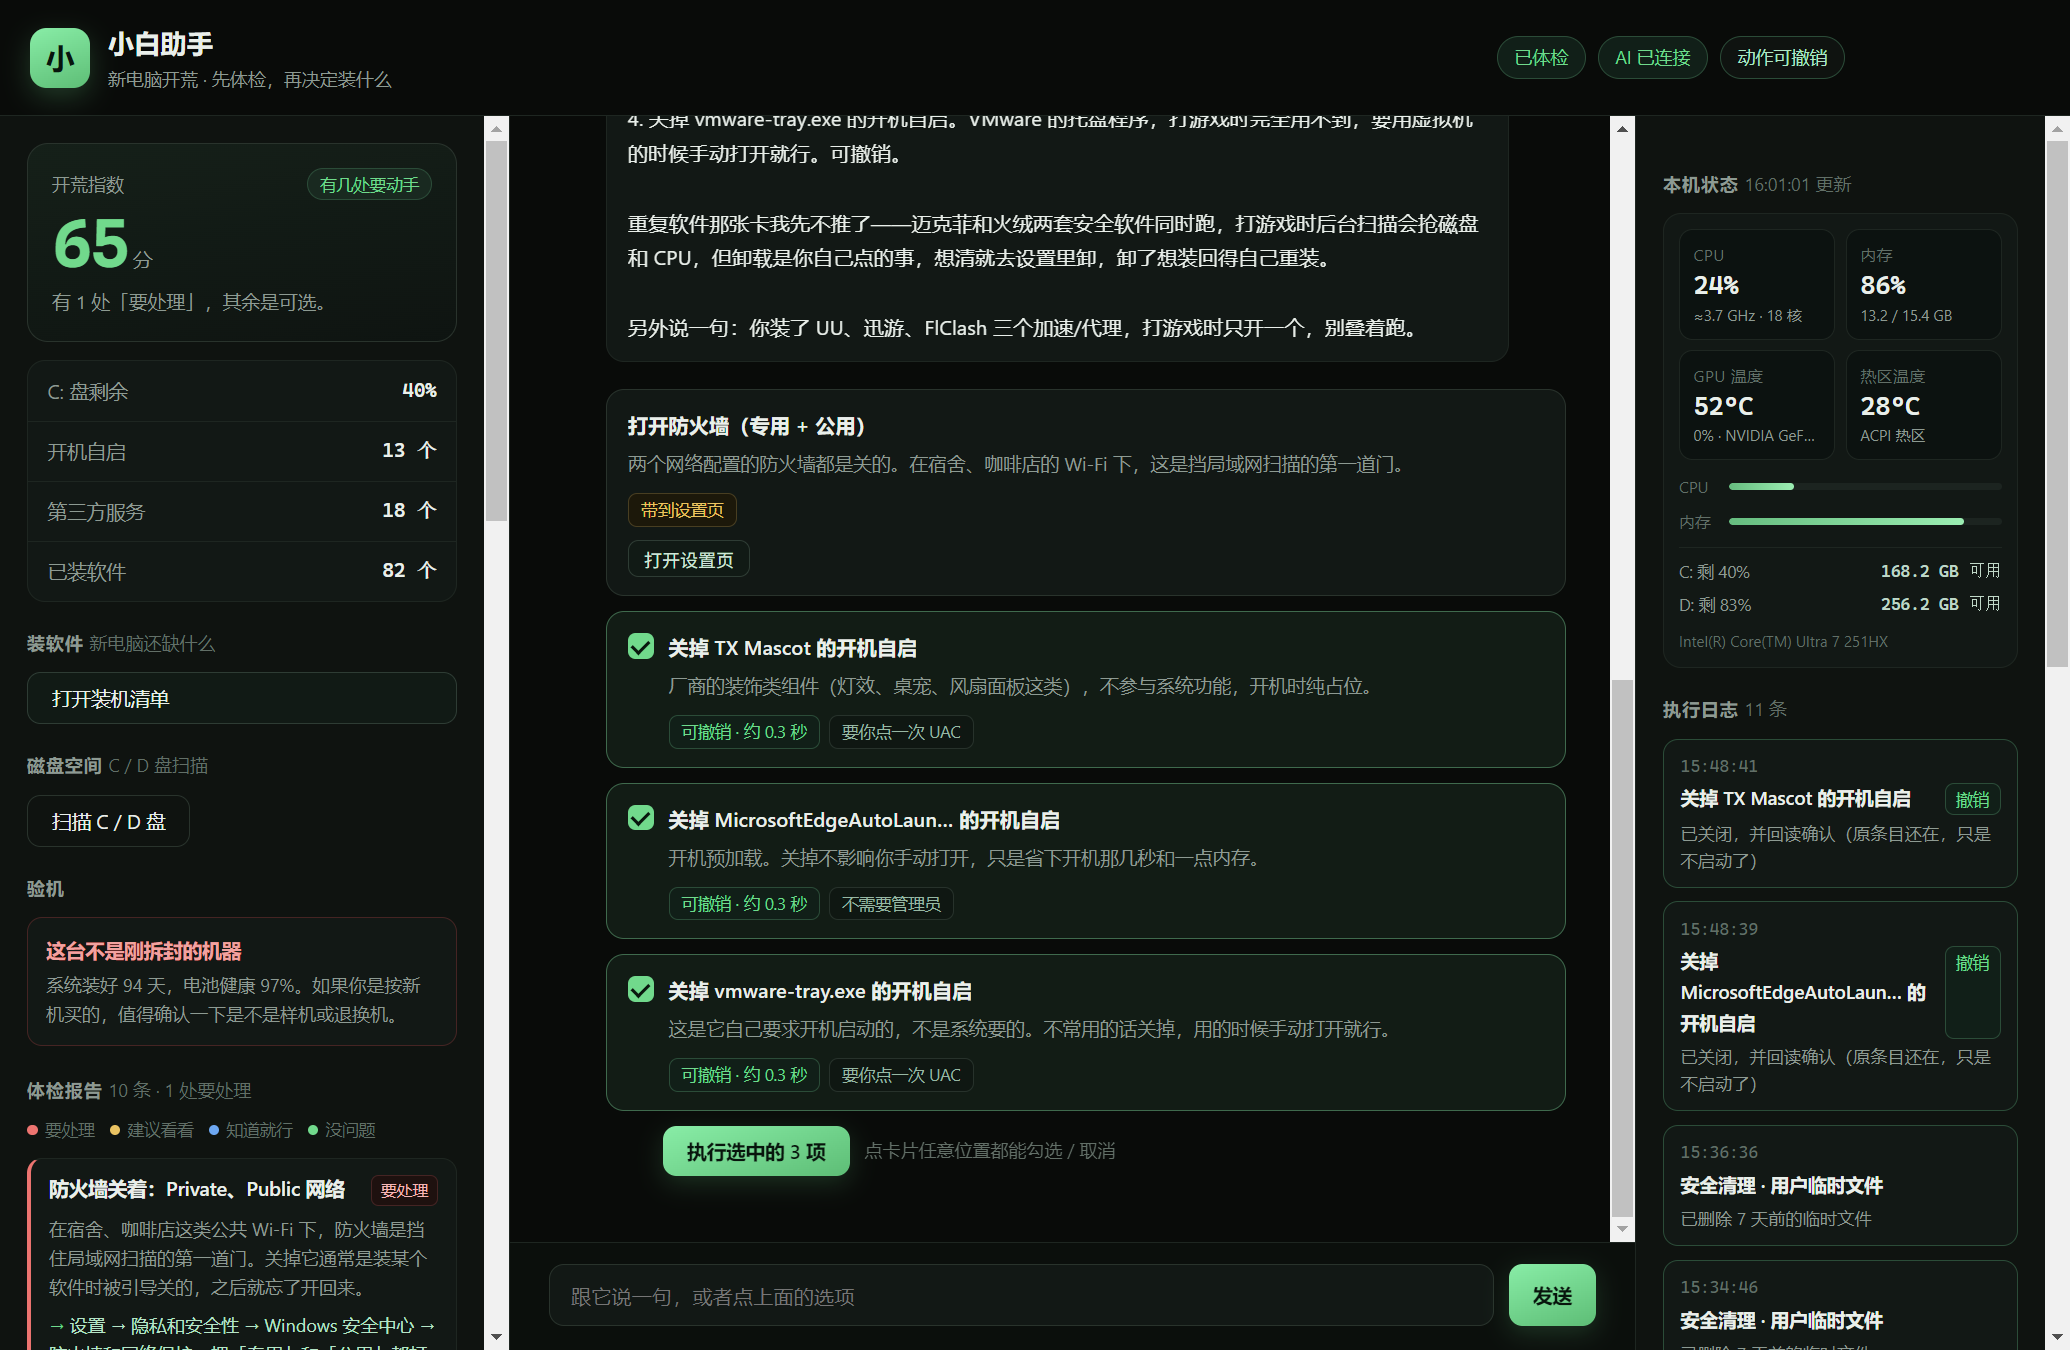 小
小白助手
新电脑开荒 · 先体检，再决定装什么
已体检
AI 已连接
动作可撤销
开荒指数
有几处要动手
65分
有 1 处「要处理」，其余是可选。
C: 盘剩余
40%
开机自启
13 个
第三方服务
18 个
已装软件
82 个
装软件 新电脑还缺什么
打开装机清单
磁盘空间 C / D 盘扫描
扫描 C / D 盘
验机
这台不是刚拆封的机器
系统装好 94 天，电池健康 97%。如果你是按新
机买的，值得确认一下是不是样机或退换机。
体检报告 10 条 · 1 处要处理
要处理 建议看看 知道就行 没问题
防火墙关着：Private、Public 网络
要处理
在宿舍、咖啡店这类公共 Wi-Fi 下，防火墙是挡
住局域网扫描的第一道门。关掉它通常是装某个
软件时被引导关的，之后就忘了开回来。
→ 设置 → 隐私和安全性 → Windows 安全中心 →
4. 关掉 vmware-tray.exe 的开机自启。VMware 的托盘程序，打游戏时完全用不到，要用虚拟机
的时候手动打开就行。可撤销。
重复软件那张卡我先不推了——迈克菲和火绒两套安全软件同时跑，打游戏时后台扫描会抢磁盘
和 CPU，但卸载是你自己点的事，想清就去设置里卸，卸了想装回得自己重装。
另外说一句：你装了 UU、迅游、FlClash 三个加速/代理，打游戏时只开一个，别叠着跑。
打开防火墙（专用 + 公用）
两个网络配置的防火墙都是关的。在宿舍、咖啡店的 Wi-Fi 下，这是挡局域网扫描的第一道门。
带到设置页
打开设置页
关掉 TX Mascot 的开机自启
厂商的装饰类组件（灯效、桌宠、风扇面板这类），不参与系统功能，开机时纯占位。
可撤销 · 约 0.3 秒
要你点一次 UAC
关掉 MicrosoftEdgeAutoLaun... 的开机自启
开机预加载。关掉不影响你手动打开，只是省下开机那几秒和一点内存。
可撤销 · 约 0.3 秒
不需要管理员
关掉 vmware-tray.exe 的开机自启
这是它自己要求开机启动的，不是系统要的。不常用的话关掉，用的时候手动打开就行。
可撤销 · 约 0.3 秒
要你点一次 UAC
执行选中的 3 项
点卡片任意位置都能勾选 / 取消
跟它说一句，或者点上面的选项
发送
本机状态 16:01:01 更新
CPU
24%
≈3.7 GHz · 18 核
内存
86%
13.2 / 15.4 GB
GPU 温度
52°C
0% · NVIDIA GeF...
热区温度
28°C
ACPI 热区
CPU
内存
C: 剩 40%
168.2 GB 可用
D: 剩 83%
256.2 GB 可用
Intel(R) Core(TM) Ultra 7 251HX
执行日志 11 条
15:48:41
关掉 TX Mascot 的开机自启
撤销
已关闭，并回读确认（原条目还在，只是
不启动了）
15:48:39
关掉
MicrosoftEdgeAutoLaun... 的
开机自启
撤销
已关闭，并回读确认（原条目还在，只是
不启动了）
15:36:36
安全清理 · 用户临时文件
已删除 7 天前的临时文件
15:34:46
安全清理 · 用户临时文件